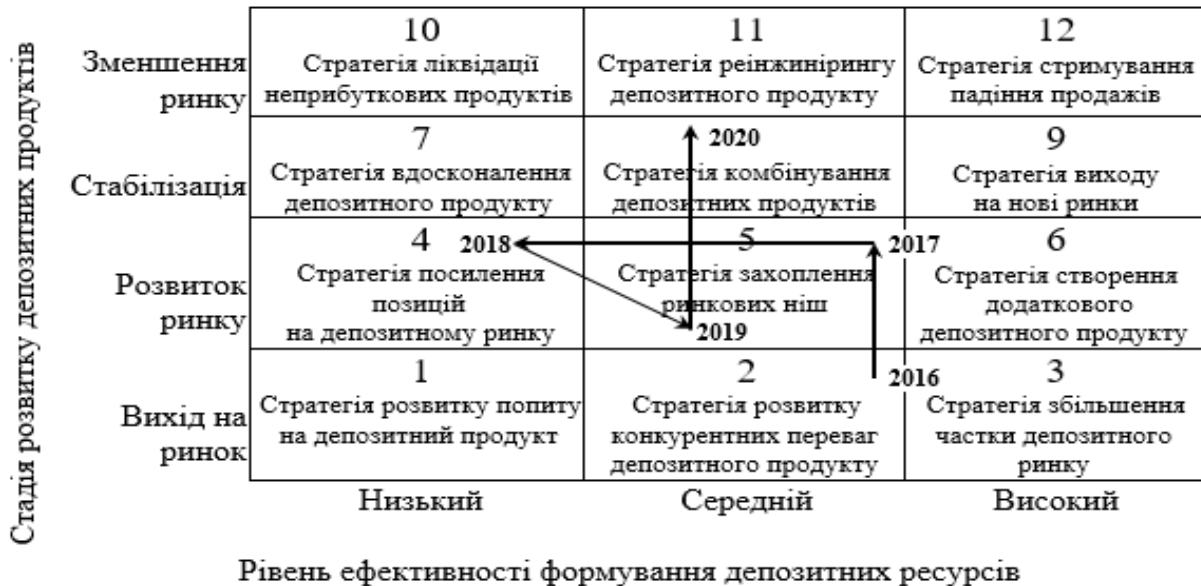 Стадія розвитку депозитних продуктів
Зменшення
ринку
10
Стратегія ліквідації
неприбуткових продуктів
11
Стратегія реінжинірингу
депозитного продукту
12
Стратегія стримування
падіння продажів
Стабілізація
7
Стратегія вдосконалення
депозитного продукту
2020
Стратегія комбінування
депозитних продуктів
9
Стратегія виходу
на нові ринки
Розвиток
ринку
4
2018
Стратегія посилення
позицій
на депозитному ринку
5
Стратегія захоплення
ринкових ніш
2019
2017
6
Стратегія створення
додаткового
депозитного продукту
Вихід на
ринок
1
Стратегія розвитку попиту
на депозитний продукт
2
Стратегія розвитку
конкурентних переваг
депозитного продукту
2016
3
Стратегія збільшення
частки депозитного
ринку
Низький
Середній
Високий
Рівень ефективності формування депозитних ресурсів